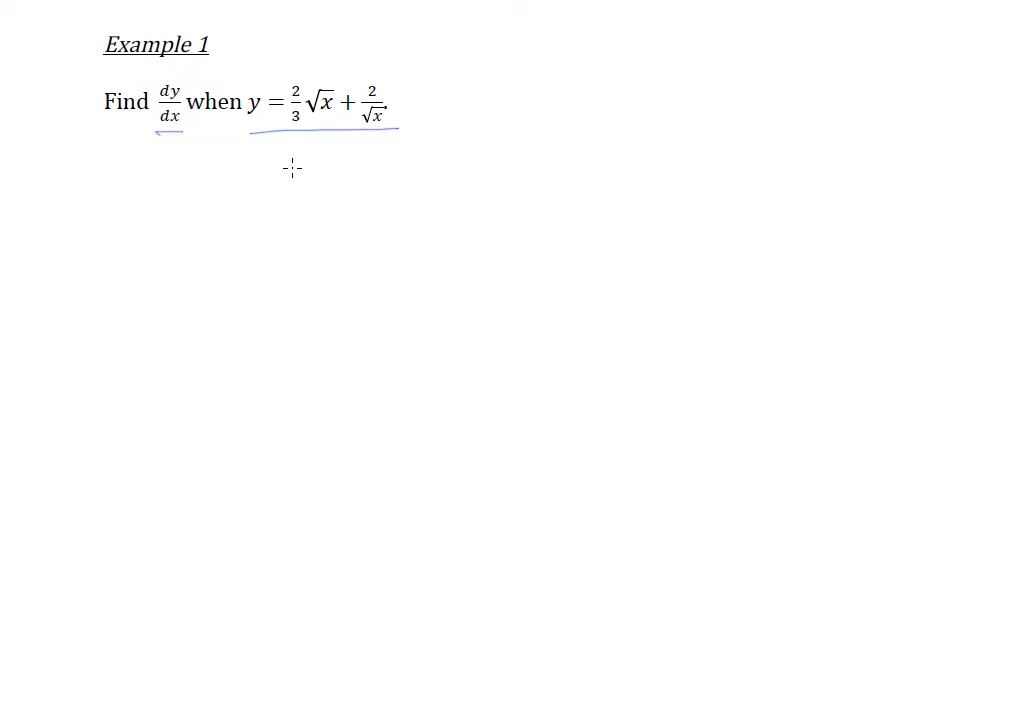 Example 1
Find dy/dx when y = 2/3 √x + 2/√x.